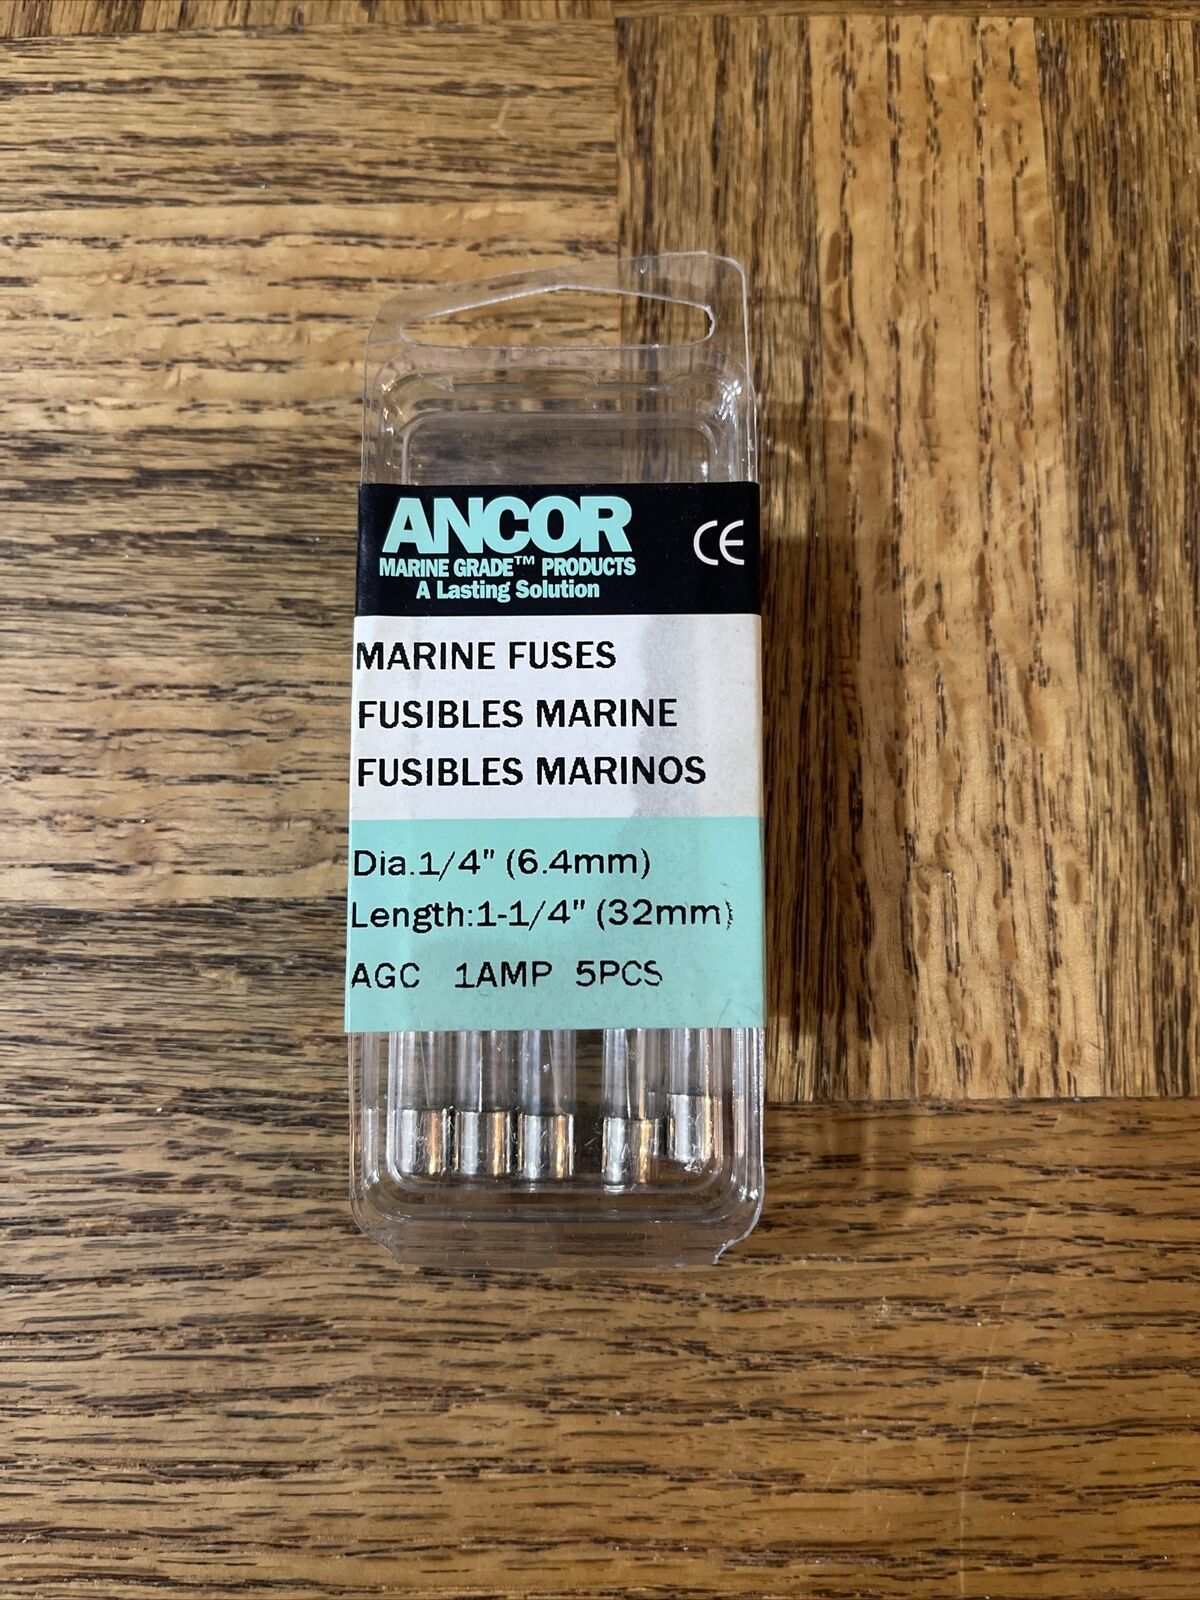 ANCOR
MARINE GRADE™ PRODUCTS
A Lasting Solution
CE
MARINE FUSES
FUSIBLES MARINE
FUSIBLES MARINOS
Dia.1/4" (6.4mm)
Length:1-1/4" (32mm)
AGC 1AMP 5PCS